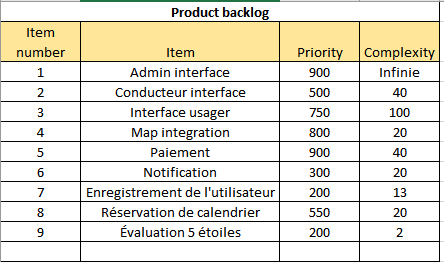 Product backlog
Item number Item Priority Complexity
1 Admin interface 900 Infinie
2 Conducteur interface 500 40
3 Interface usager 750 100
4 Map integration 800 20
5 Paiement 900 40
6 Notification 300 20
7 Enregistrement de l'utilisateur 200 13
8 Réservation de calendrier 550 20
9 Évaluation 5 étoiles 200 2